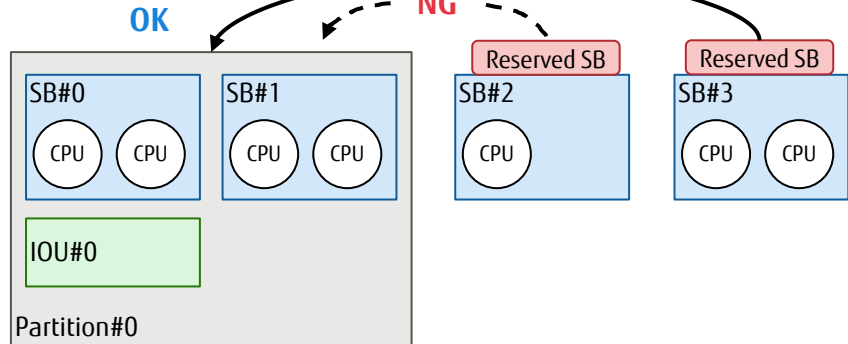 NG
OK
Reserved SB
Reserved SB
SB#0
SB#1
SB#2
SB#3
CPU
CPU
CPU
CPU
CPU
CPU
CPU
IOU#0
Partition#0